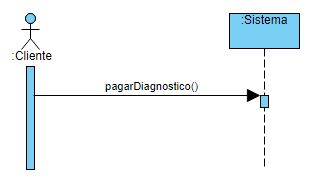 :Sistema
:Cliente
pagarDiagnostico()